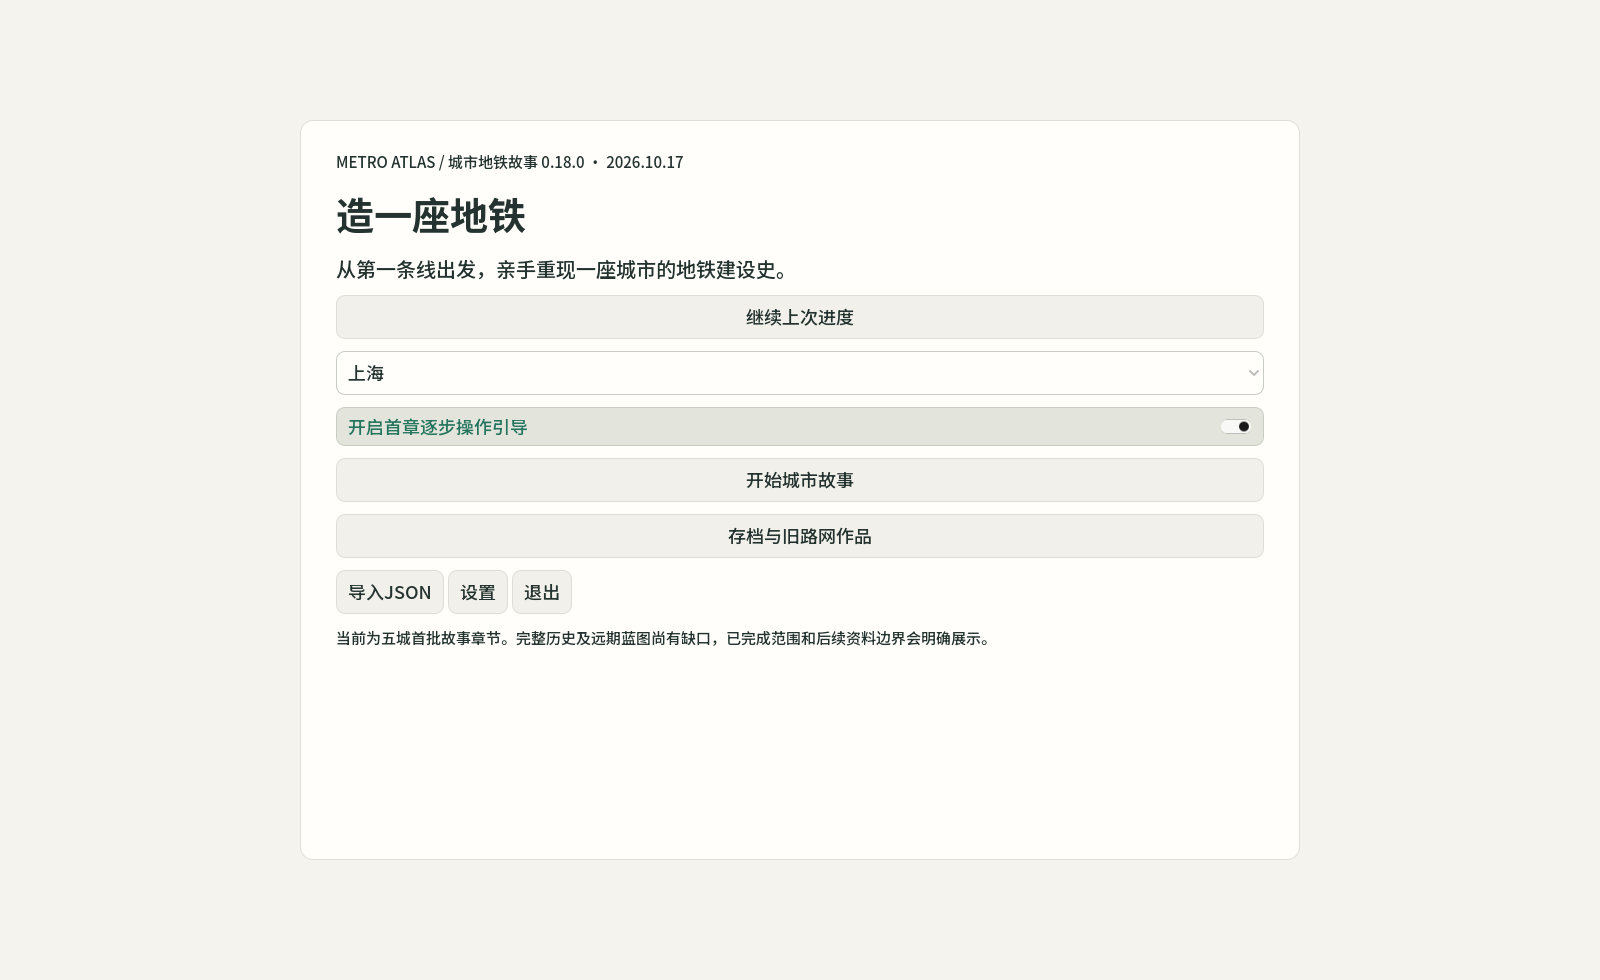 METRO ATLAS / 城市地铁故事 0.18.0 · 2026.10.17
造一座地铁
从第一条线出发，亲手重现一座城市的地铁建设史。
继续上次进度
上海
开启首章逐步操作引导
开始城市故事
存档与旧路网作品
导入JSON 设置 退出
当前为五城首批故事章节。完整历史及远期蓝图尚有缺口，已完成范围和后续资料边界会明确展示。